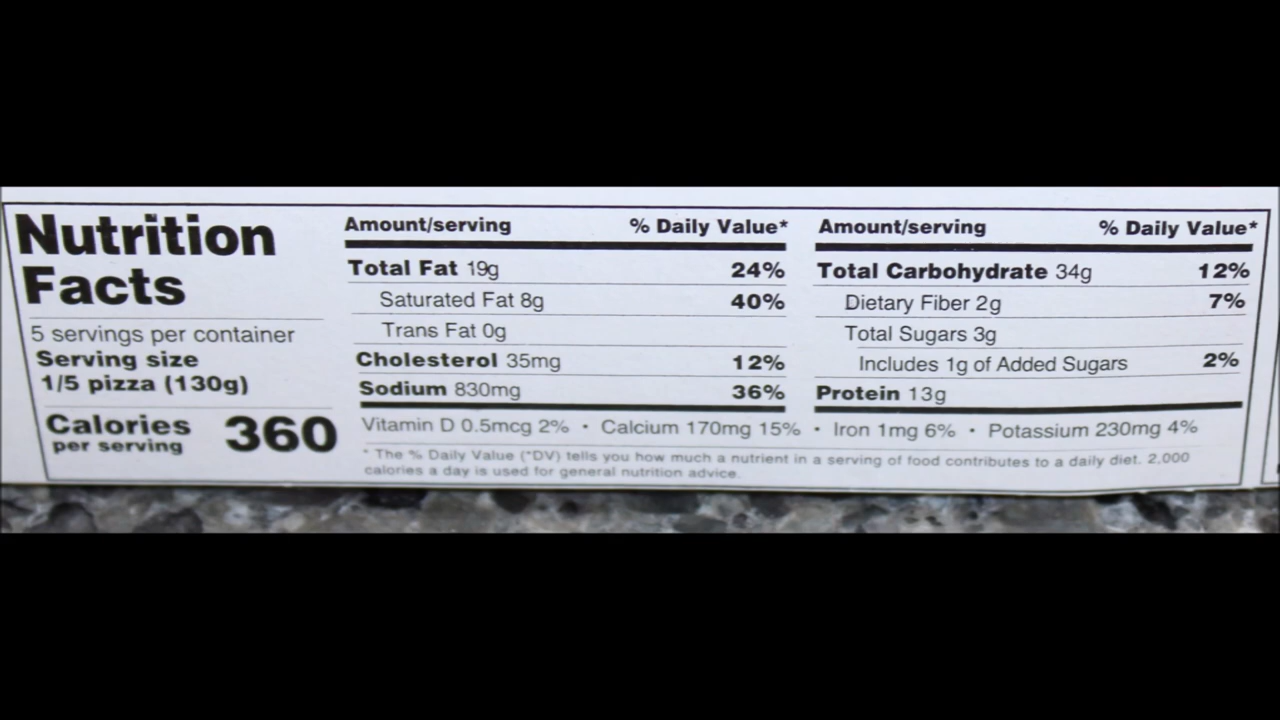 Nutrition
Facts
5 servings per container
Serving size
1/5 pizza (130g)
Calories
per serving
360
Amount/serving % Daily Value*
Total Fat 19g 24%
Saturated Fat 8g 40%
Trans Fat 0g
Cholesterol 35mg 12%
Sodium 830mg 36%
Amount/serving % Daily Value*
Total Carbohydrate 34g 12%
Dietary Fiber 2g 7%
Total Sugars 3g
Includes 1g of Added Sugars 2%
Protein 13g
Vitamin D 0.5mcg 2% • Calcium 170mg 15% • Iron 1mg 6% • Potassium 230mg 4%
* The % Daily Value (*DV) tells you how much a nutrient in a serving of food contributes to a daily diet. 2,000
calories a day is used for general nutrition advice.